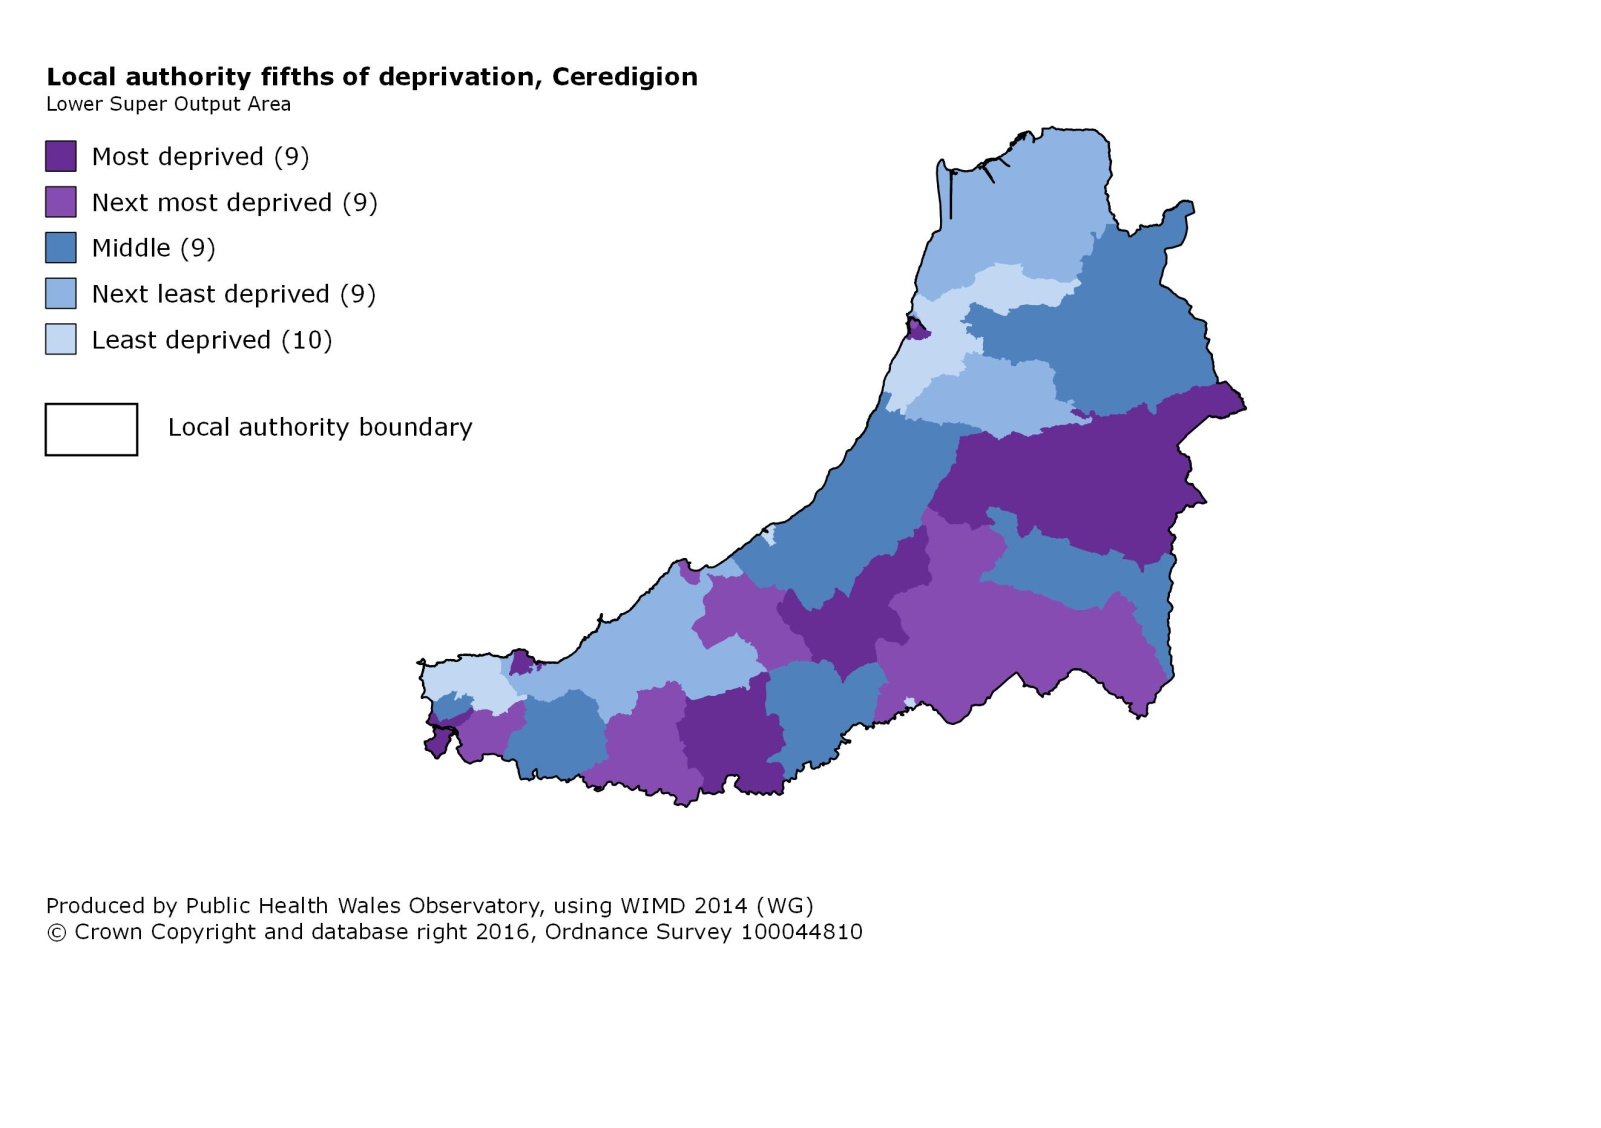 Local authority fifths of deprivation, Ceredigion
Lower Super Output Area
Most deprived (9)
Next most deprived (9)
Middle (9)
Next least deprived (9)
Least deprived (10)
Local authority boundary
Produced by Public Health Wales Observatory, using WIMD 2014 (WG)
© Crown Copyright and database right 2016, Ordnance Survey 100044810